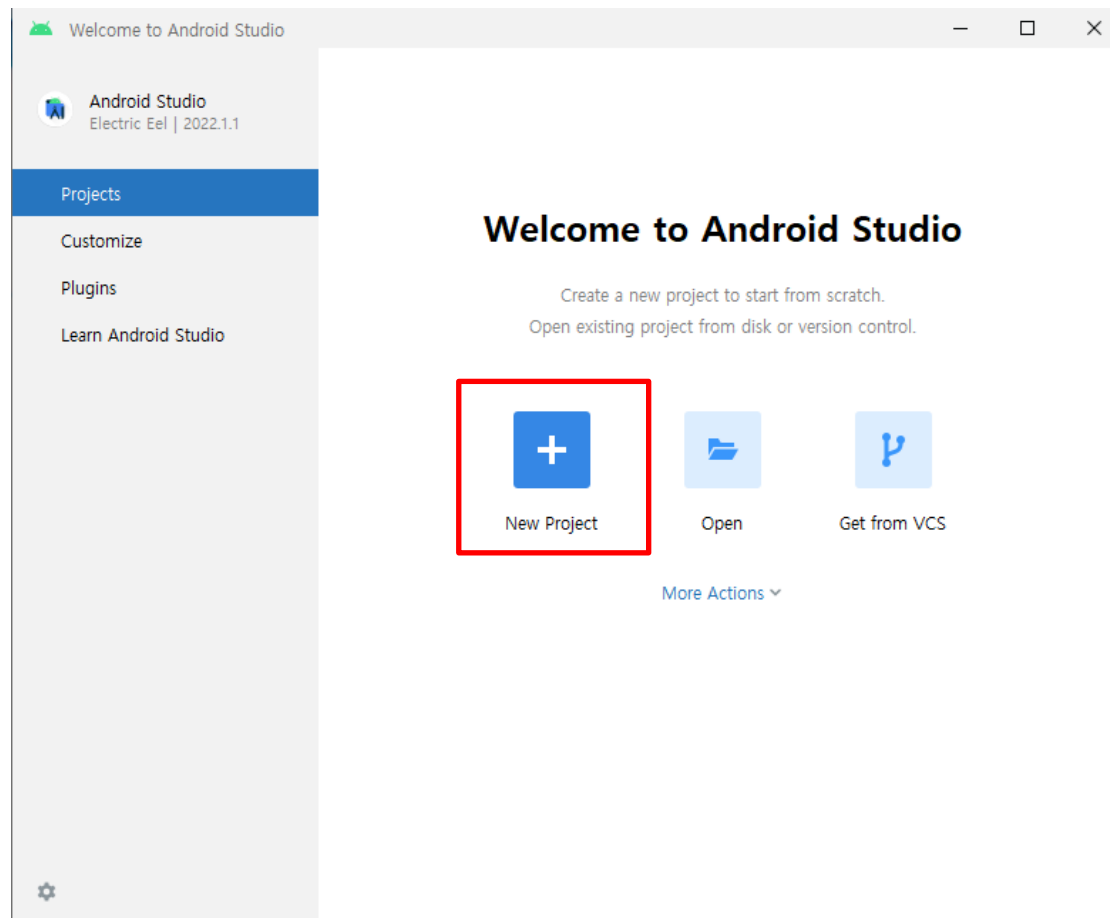 Welcome to Android Studio
Android Studio
Electric Eel | 2022.1.1
Projects
Customize
Plugins
Learn Android Studio
Welcome to Android Studio
Create a new project to start from scratch.
Open existing project from disk or version control.
New Project
Open
Get from VCS
More Actions